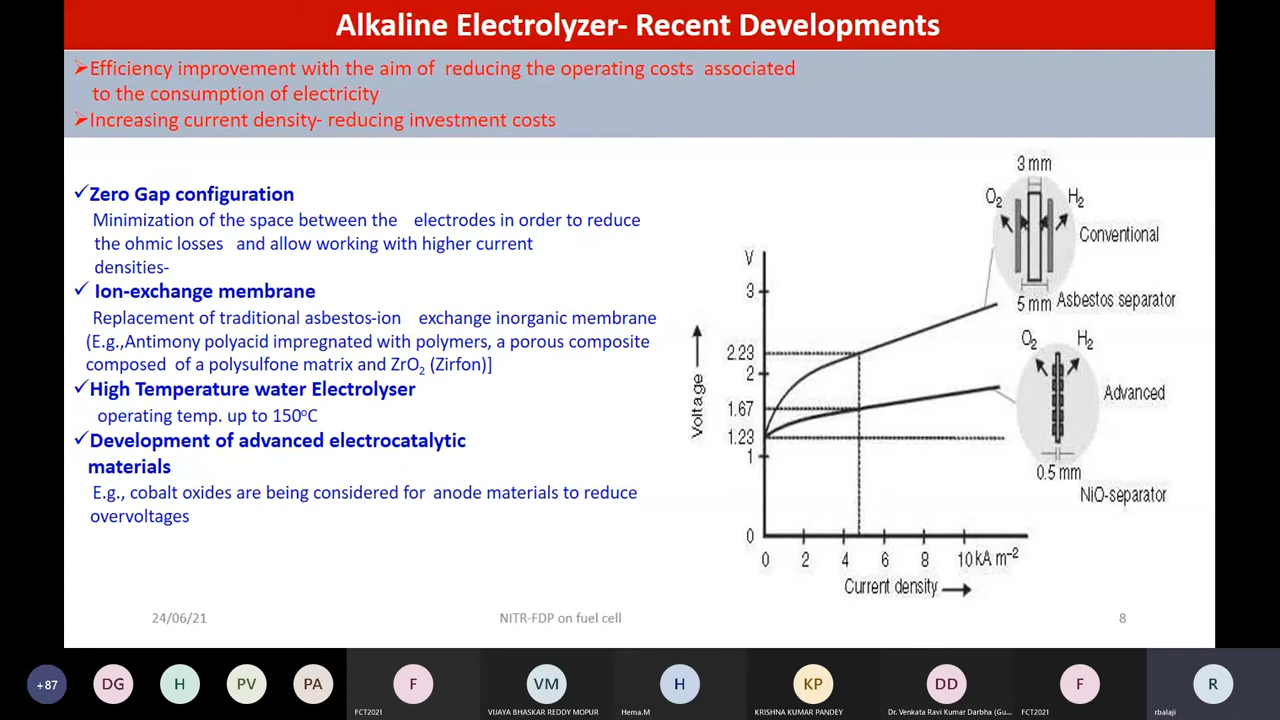 Alkaline Electrolyzer- Recent Developments
➢Efficiency improvement with the aim of reducing the operating costs associated
to the consumption of electricity
➢Increasing current density- reducing investment costs
✓Zero Gap configuration
Minimization of the space between the electrodes in order to reduce
the ohmic losses and allow working with higher current
densities-
✓ Ion-exchange membrane
Replacement of traditional asbestos-ion exchange inorganic membrane
(E.g.,Antimony polyacid impregnated with polymers, a porous composite
composed of a polysulfone matrix and ZrO₂ (Zirfon)]
✓High Temperature water Electrolyser
operating temp. up to 150ºC
✓Development of advanced electrocatalytic
materials
E.g., cobalt oxides are being considered for anode materials to reduce
overvoltages
3 mm
O₂ H₂
Conventional
5 mm Asbestos separator
O₂ H₂
Advanced
0.5 mm
NiO-separator
V
3
2.23
2
1.67
1.23
1
0
Voltage
0 2 4 6 8 10 kA m⁻²
Current density
24/06/21 NITR-FDP on fuel cell 8
+87 DG H PV PA F VM H KP DD F R
FCT2021 VIJAYA BHASKAR REDDY MOPUR Hema.M KRISHNA KUMAR PANDEY Dr. Venkata Ravi Kumar Darbha (Gu... FCT2021 rbalaji